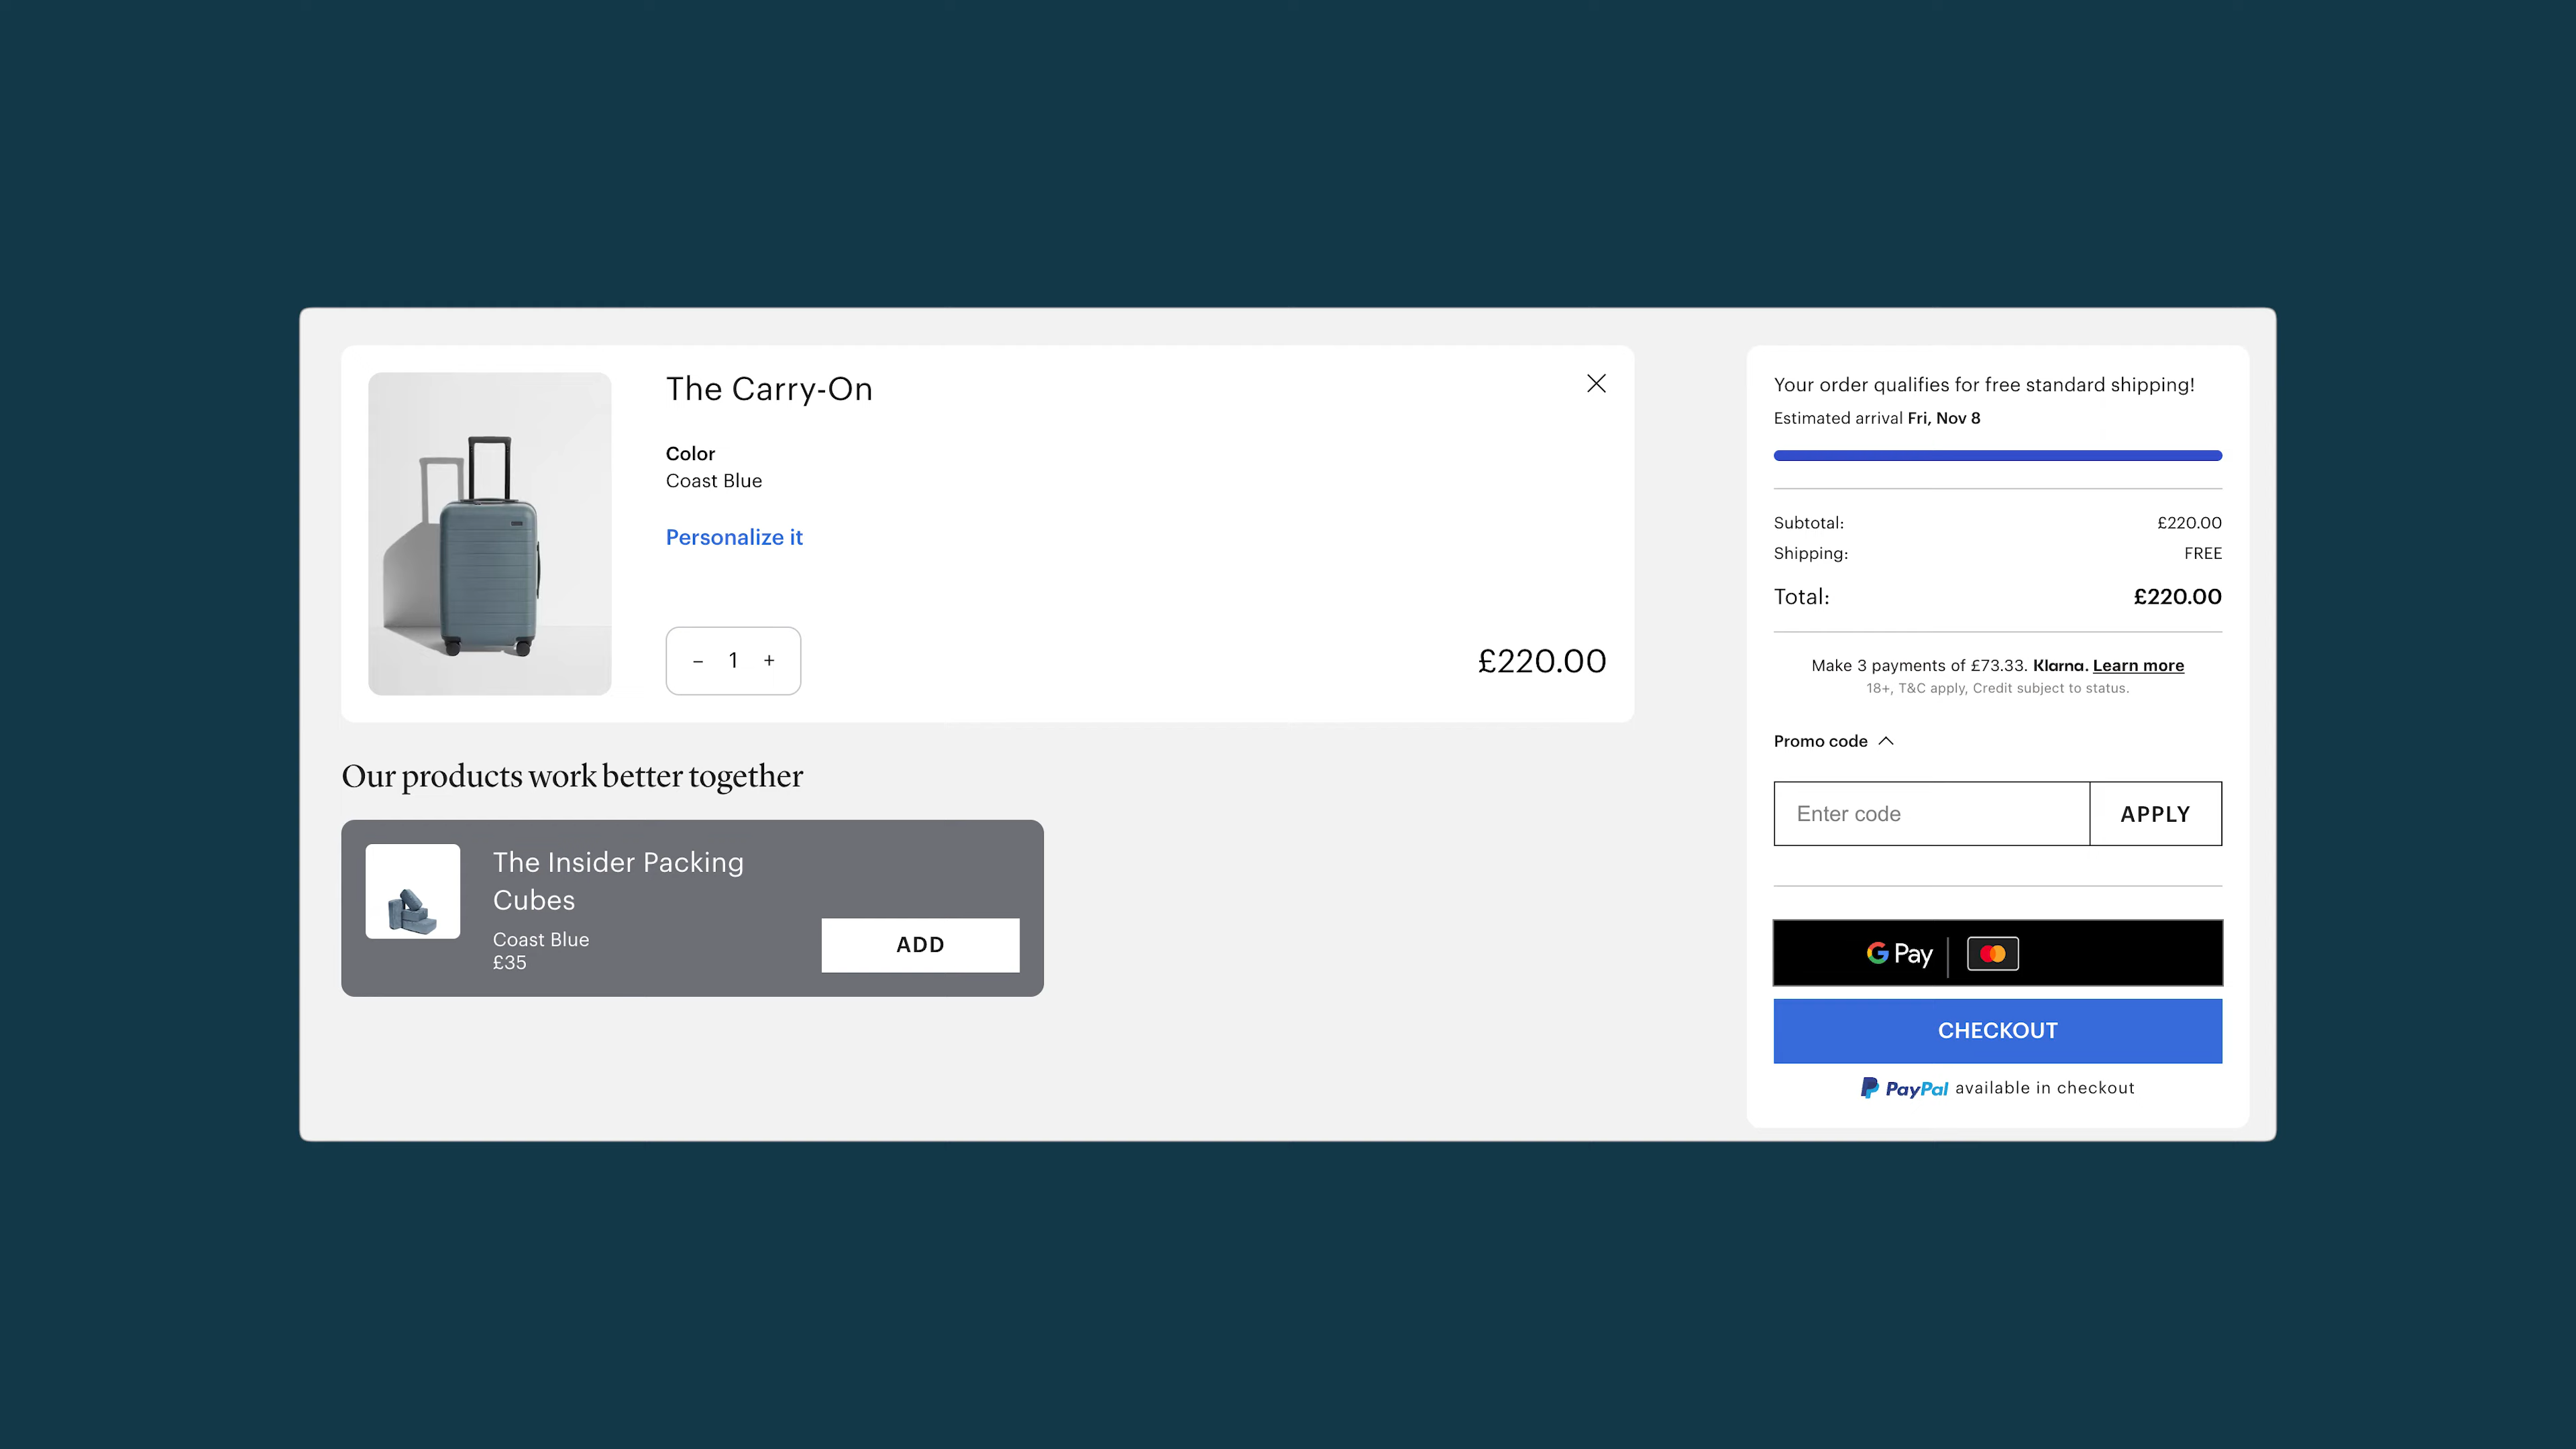 The Carry-On
Color
Coast Blue
Personalize it
– 1 +
£220.00
Our products work better together
The Insider Packing
Cubes
Coast Blue
£35
ADD
Your order qualifies for free standard shipping!
Estimated arrival Fri, Nov 8
Subtotal: £220.00
Shipping: FREE
Total: £220.00
Make 3 payments of £73.33. Klarna. Learn more
18+, T&C apply, Credit subject to status.
Promo code
Enter code APPLY
G Pay
CHECKOUT
PayPal available in checkout